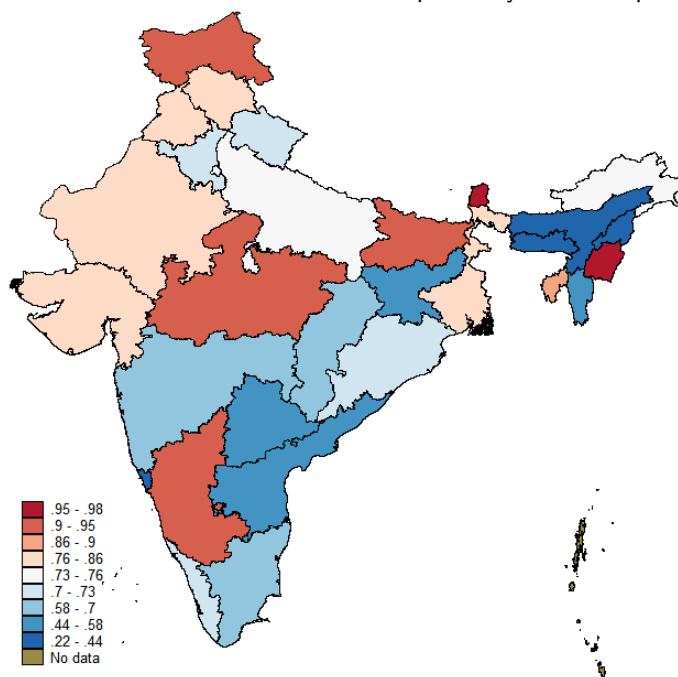 .95 - .98
.9 - .95
.86 - .9
.76 - .86
.73 - .76
.7 - .73
.58 - .7
.44 - .58
.22 - .44
No data